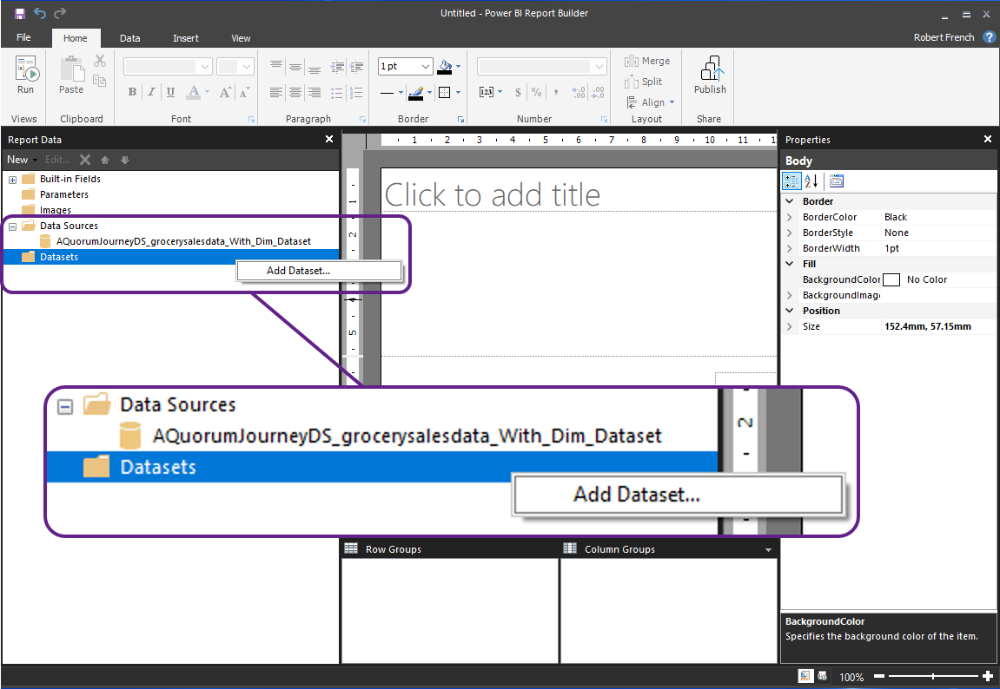 Untitled - Power BI Report Builder
File Home Data Insert View Robert French ?
Run
Views
Paste
Clipboard
B I U A A A
Font
Paragraph
1pt
Border
123 $ % ,
Number
Merge
Split
Align
Layout
Publish
Share
Report Data
New Edit...
Built-in Fields
Parameters
Images
Data Sources
AQuorumJourneyDS_grocerysalesdata_With_Dim_Dataset
Datasets
Add Dataset...
1 2 3 4 5 6 7 8 9 10 11 1
1
2
4
5
Click to add title
Properties
Body
Border
BorderColor Black
BorderStyle None
BorderWidth 1pt
Fill
BackgroundColor No Color
BackgroundImag
Position
Size 152.4mm, 57.15mm
Data Sources
AQuorumJourneyDS_grocerysalesdata_With_Dim_Dataset
Datasets
Add Dataset...
2
Row Groups
Column Groups
BackgroundColor
Specifies the background color of the item.
100%